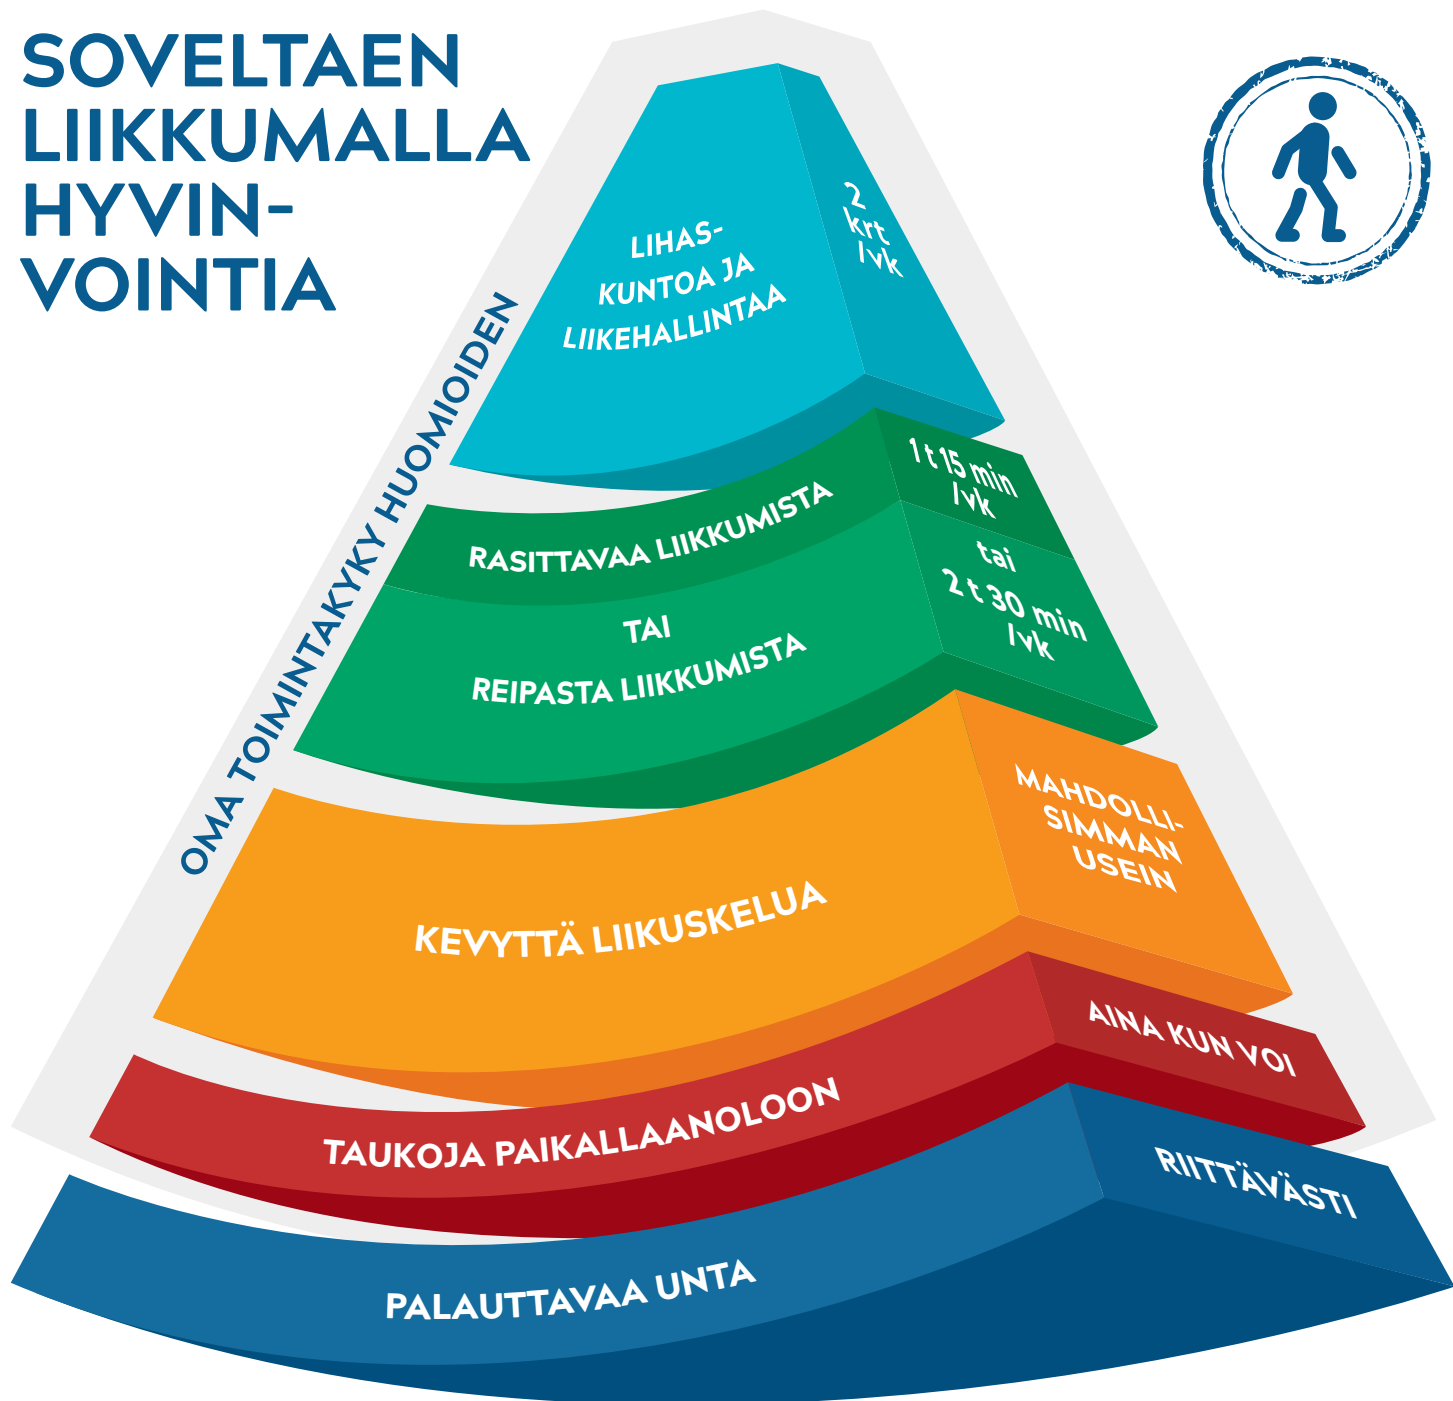 SOVELTAEN
LIIKKUMALLA
HYVIN-
VOINTIA
OMA TOIMINTAKYKY HUOMIOIDEN
LIHAS-
KUNTOA JA
LIIKEHALLINTAA
2
krt
/vk
RASITTAVAA LIIKKUMISTA
1 t 15 min
/vk
TAI
REIPASTA LIIKKUMISTA
tai
2 t 30 min
/vk
KEVYTTÄ LIIKUSKELUA
MAHDOLLI-
SIMMAN
USEIN
TAUKOJA PAIKALLAANOLOON
AINA KUN VOI
PALAUTTAVAA UNTA
RIITTÄVÄSTI